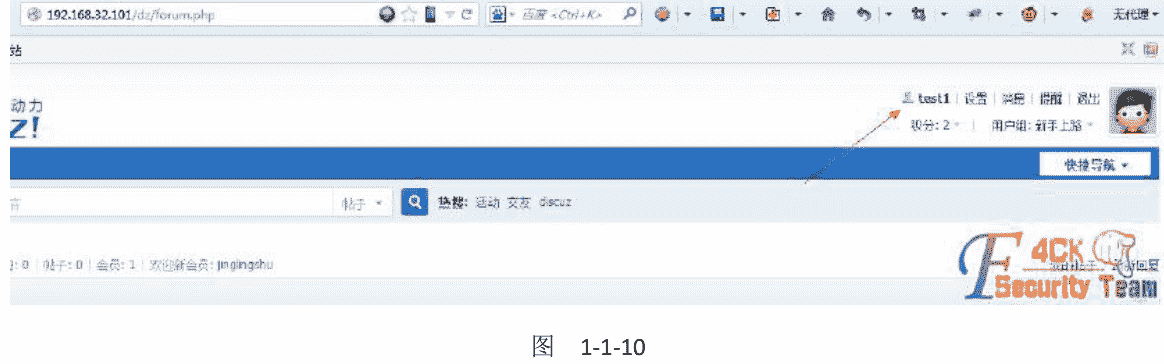 192.168.32.101/dz/forum.php 百度 <Ctrl+K> 无代理
站
test1 | 设置 | 消息 | 提醒 | 退出
动力
积分: 2 | 用户组: 新手上路
Z!
快捷导航
帖子 热搜: 活动 交友 discuz
: 0 | 帖子: 0 | 会员: 1 | 欢迎新会员: jingingshu
F4Ck
Security Team
图 1-1-10